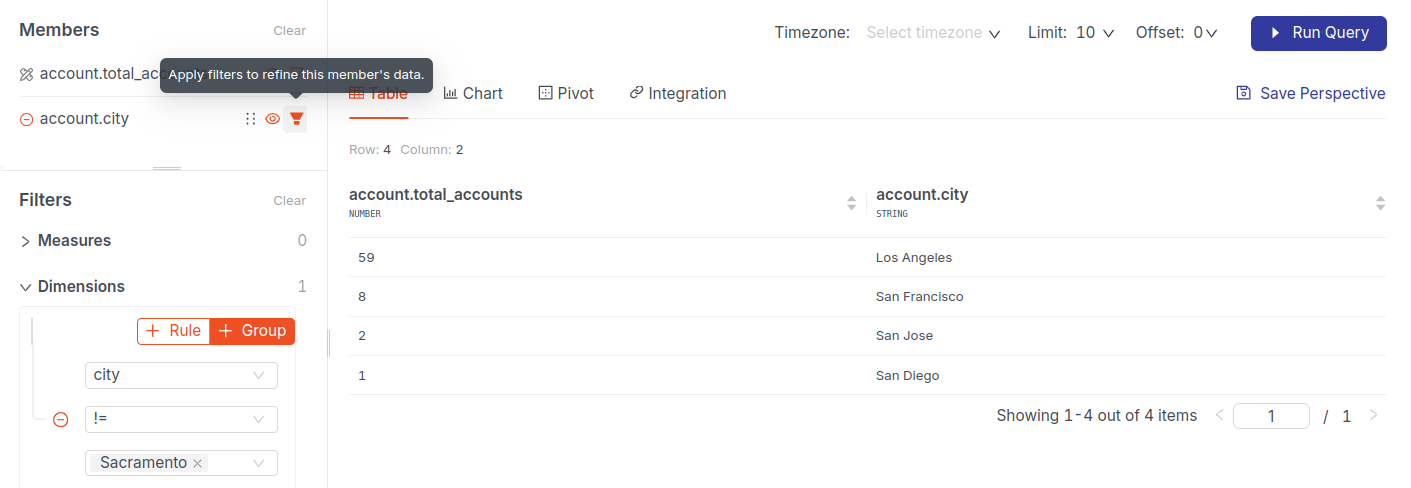 Members
Clear
account.total_acc
Apply filters to refine this member's data.
account.city
Filters
Clear
Measures
0
Dimensions
1
Rule
Group
city
!=
Sacramento
Timezone: Select timezone
Limit: 10
Offset: 0
Run Query
Table
Chart
Pivot
Integration
Save Perspective
Row: 4 Column: 2
account.total_accounts
NUMBER
account.city
STRING
59 Los Angeles
8 San Francisco
2 San Jose
1 San Diego
Showing 1-4 out of 4 items
1 / 1